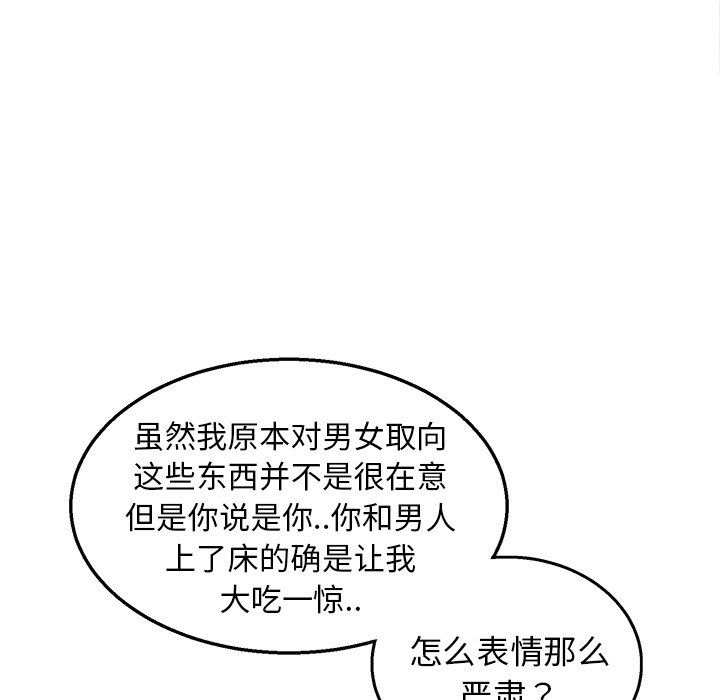 虽然我原本对男女取向
这些东西并不是很在意
但是你说是你..你和男人
上了床的确是让我
大吃一惊..
怎么表情那么
严肃？